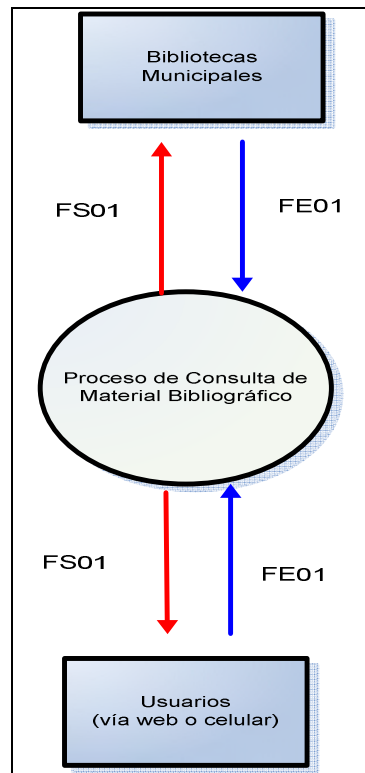 Bibliotecas
Municipales
FS01
FE01
Proceso de Consulta de
Material Bibliográfico
FS01
FE01
Usuarios
(vía web o celular)